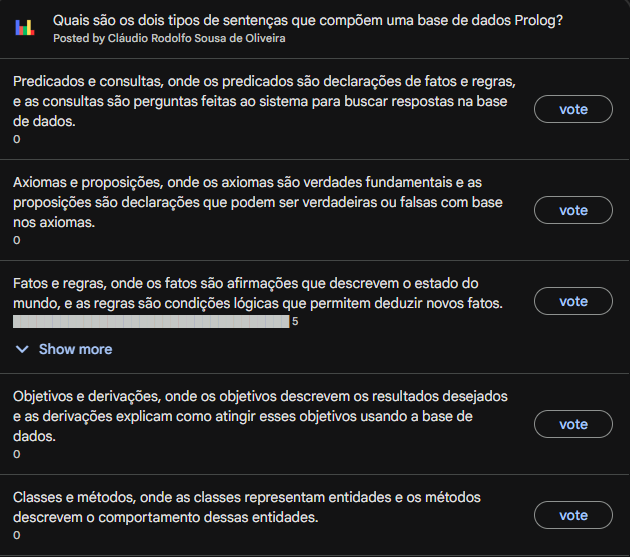 Quais são os dois tipos de sentenças que compõem uma base de dados Prolog?
Posted by Cláudio Rodolfo Sousa de Oliveira
Predicados e consultas, onde os predicados são declarações de fatos e regras,
e as consultas são perguntas feitas ao sistema para buscar respostas na base
de dados.
vote
0
Axiomas e proposições, onde os axiomas são verdades fundamentais e as
proposições são declarações que podem ser verdadeiras ou falsas com base
nos axiomas.
vote
0
Fatos e regras, onde os fatos são afirmações que descrevem o estado do
mundo, e as regras são condições lógicas que permitem deduzir novos fatos.
vote
5
Show more
Objetivos e derivações, onde os objetivos descrevem os resultados desejados
e as derivações explicam como atingir esses objetivos usando a base de
dados.
vote
0
Classes e métodos, onde as classes representam entidades e os métodos
descrevem o comportamento dessas entidades.
vote
0